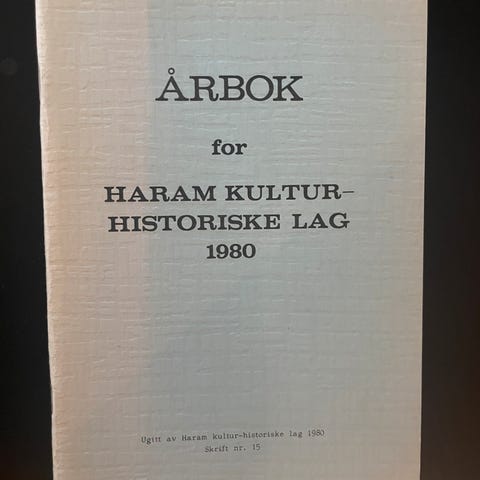 ÅRBOK
for
HARAM KULTUR-
HISTORISKE LAG
1980
Ugitt av Haram kultur-historiske lag 1980
Skrift nr. 15